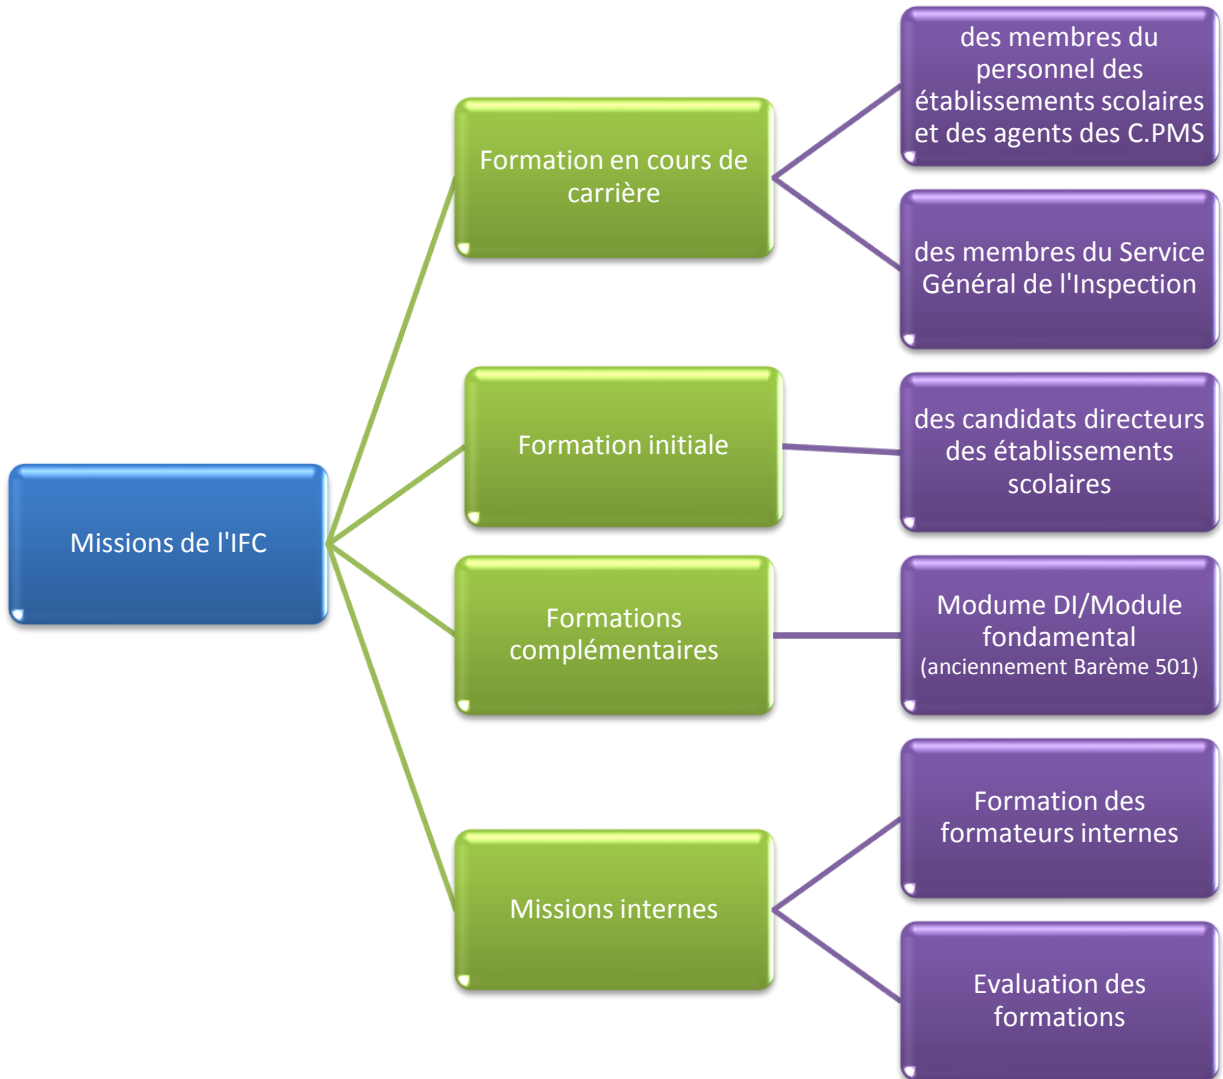 des membres du
personnel des
établissements scolaires
et des agents des C.PMS
Formation en cours de
carrière
des membres du Service
Général de l'Inspection
des candidats directeurs
des établissements
scolaires
Formation initiale
Missions de l'IFC
Formations
complémentaires
Modume DI/Module
fondamental
(anciennement Barème 501)
Formation des
formateurs internes
Missions internes
Evaluation des
formations